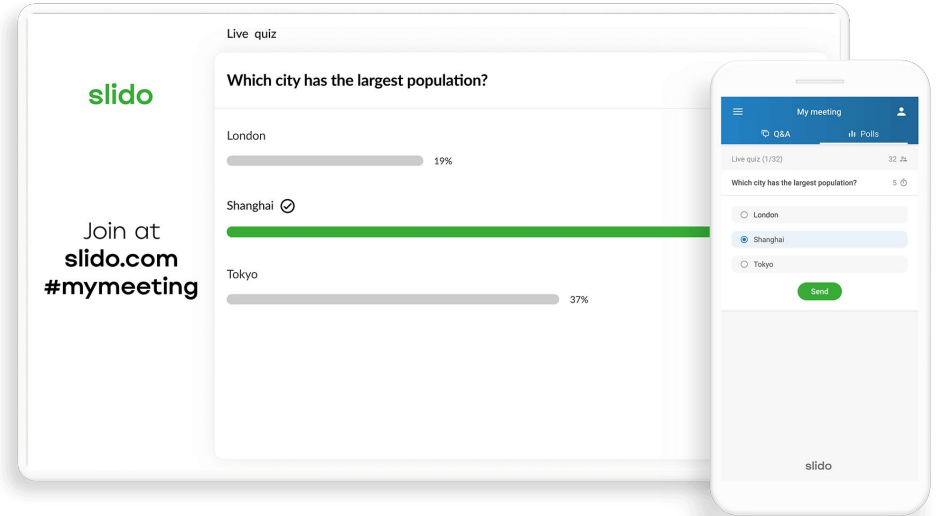 Live quiz
slido
Which city has the largest population?
London
19%
Shanghai
Tokyo
37%
Join at
slido.com
#mymeeting
My meeting
Q&A
Polls
Live quiz (1/32)
32
Which city has the largest population?
5
London
Shanghai
Tokyo
Send
slido